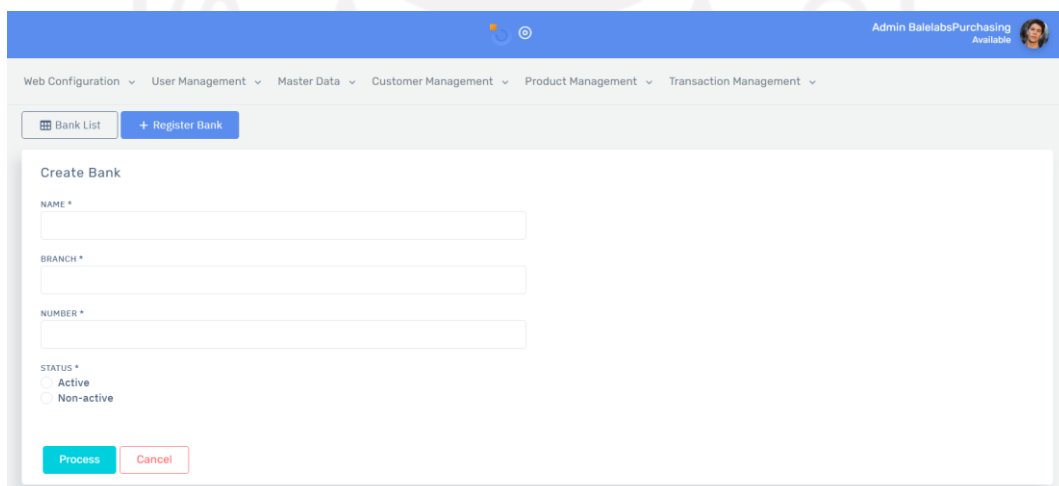 Admin BalelabsPurchasing
Available
Web Configuration User Management Master Data Customer Management Product Management Transaction Management
Bank List + Register Bank
Create Bank
NAME *
BRANCH *
NUMBER *
STATUS *
Active
Non-active
Process Cancel